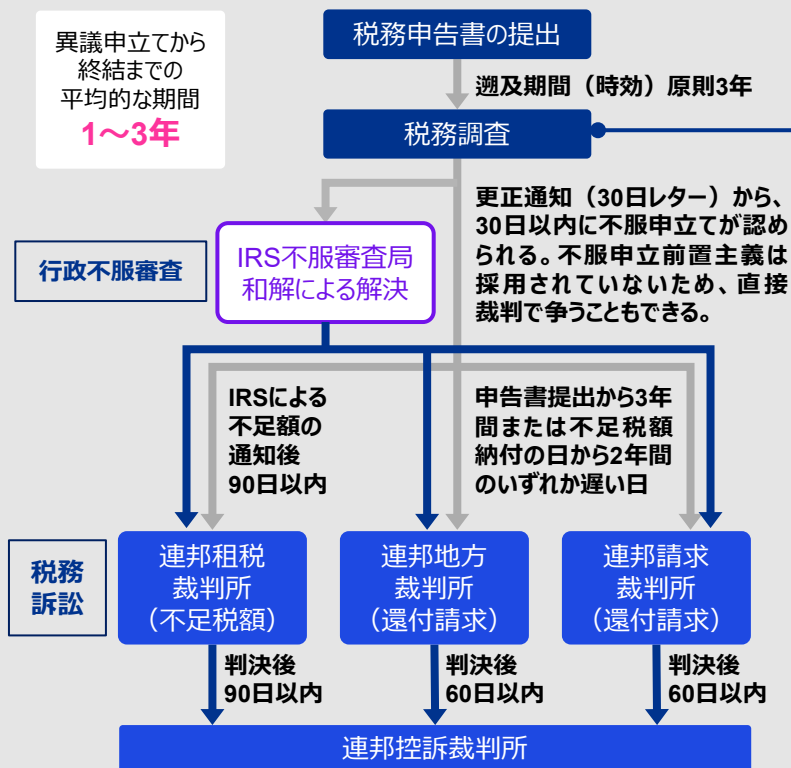 異議申立てから
終結までの
平均的な期間
1～3年
税務申告書の提出
遡及期間（時効）原則3年
税務調査
更正通知（30日レター）から、
30日以内に不服申立てが認め
られる。不服申立前置主義は
採用されていないため、直接
裁判で争うこともできる。
行政不服審査
IRS不服審査局
和解による解決
IRSによる
不足額の
通知後
90日以内
申告書提出から3年
間または不足税額
納付の日から2年間
のいずれか遅い日
税務
訴訟
連邦租税
裁判所
（不足税額）
連邦地方
裁判所
（還付請求）
連邦請求
裁判所
（還付請求）
判決後
90日以内
判決後
60日以内
判決後
60日以内
連邦控訴裁判所